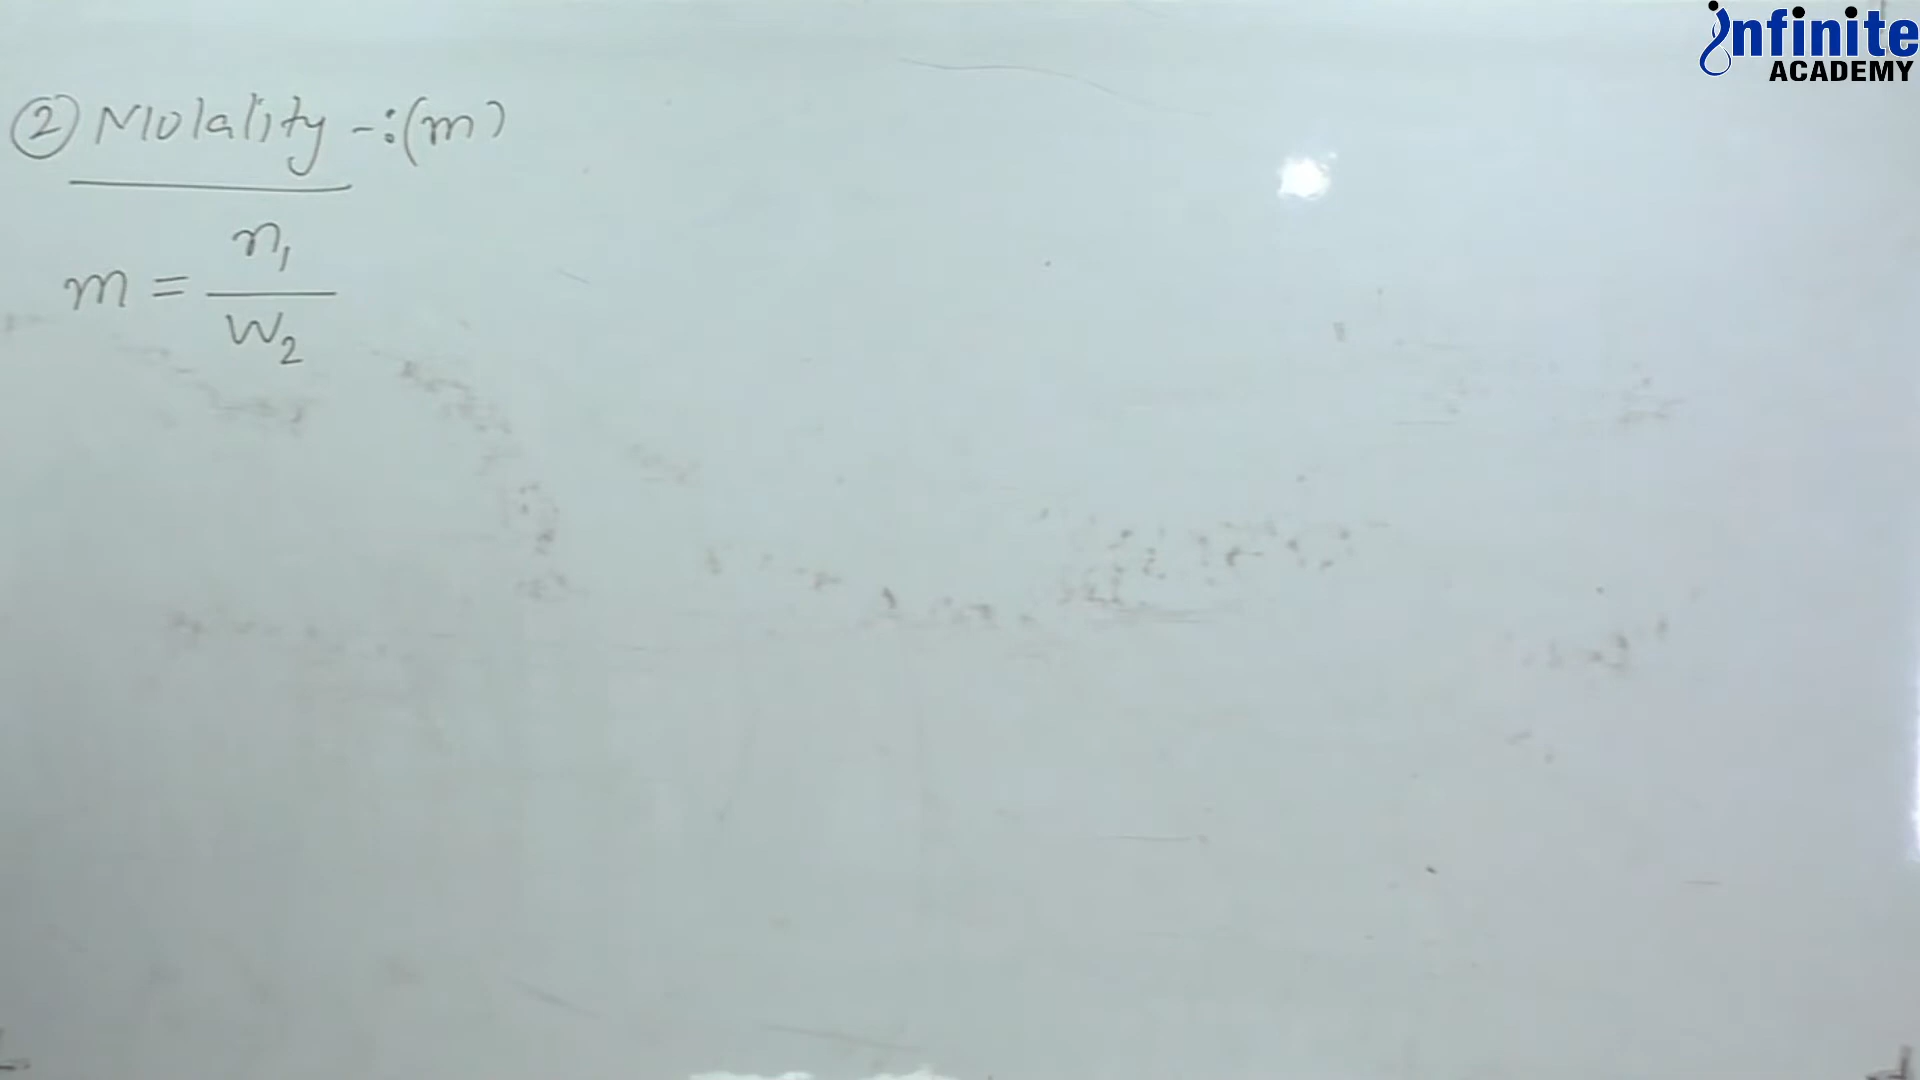 infinite
ACADEMY
② Molality -:(m)
m = n₁ / W₂